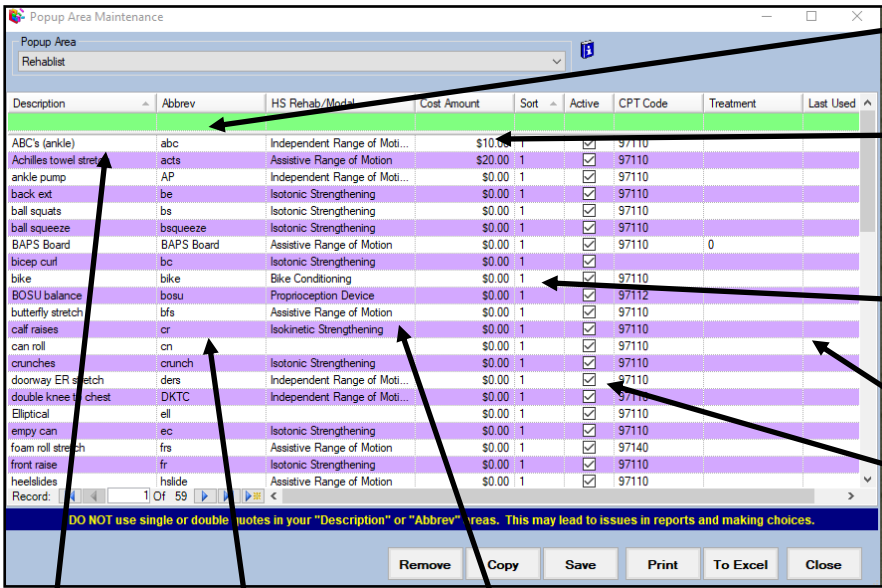 Popup Area Maintenance
Popup Area
Rehablist
Description Abbrev HS Rehab/Modal Cost Amount Sort Active CPT Code Treatment Last Used
ABC's (ankle) abc Independent Range of Moti... $10.00 1 97110
Achilles towel stretch acts Assistive Range of Motion $20.00 1 97110
ankle pump AP Independent Range of Moti... $0.00 1 97110
back ext be Isotonic Strengthening $0.00 1 97110
ball squats bs Isotonic Strengthening $0.00 1 97110
ball squeeze bsqueeze Isotonic Strengthening $0.00 1 97110
BAPS Board BAPS Board Assistive Range of Motion $0.00 1 97110 0
bicep curl bc Isotonic Strengthening $0.00 1
bike bike Bike Conditioning $0.00 1 97110
BOSU balance bosu Proprioception Device $0.00 1 97112
butterfly stretch bfs Assistive Range of Motion $0.00 1 97110
calf raises cr Isokinetic Strengthening $0.00 1 97110
can roll cn $0.00 1 97110
crunches crunch Isotonic Strengthening $0.00 1 97110
doorway ER stretch ders Independent Range of Moti... $0.00 1 97110
double knee to chest DKTC Independent Range of Moti... $0.00 1 97110
Elliptical ell $0.00 1 97110
empy can ec Isotonic Strengthening $0.00 1 97110
foam roll stretch frs Assistive Range of Motion $0.00 1 97140
front raise fr Isotonic Strengthening $0.00 1 97110
heelslides hslide Assistive Range of Motion $0.00 1 97110
Record: 1 Of 59
DO NOT use single or double quotes in your "Description" or "Abbrev" areas. This may lead to issues in reports and making choices.
Remove Copy Save Print To Excel Close